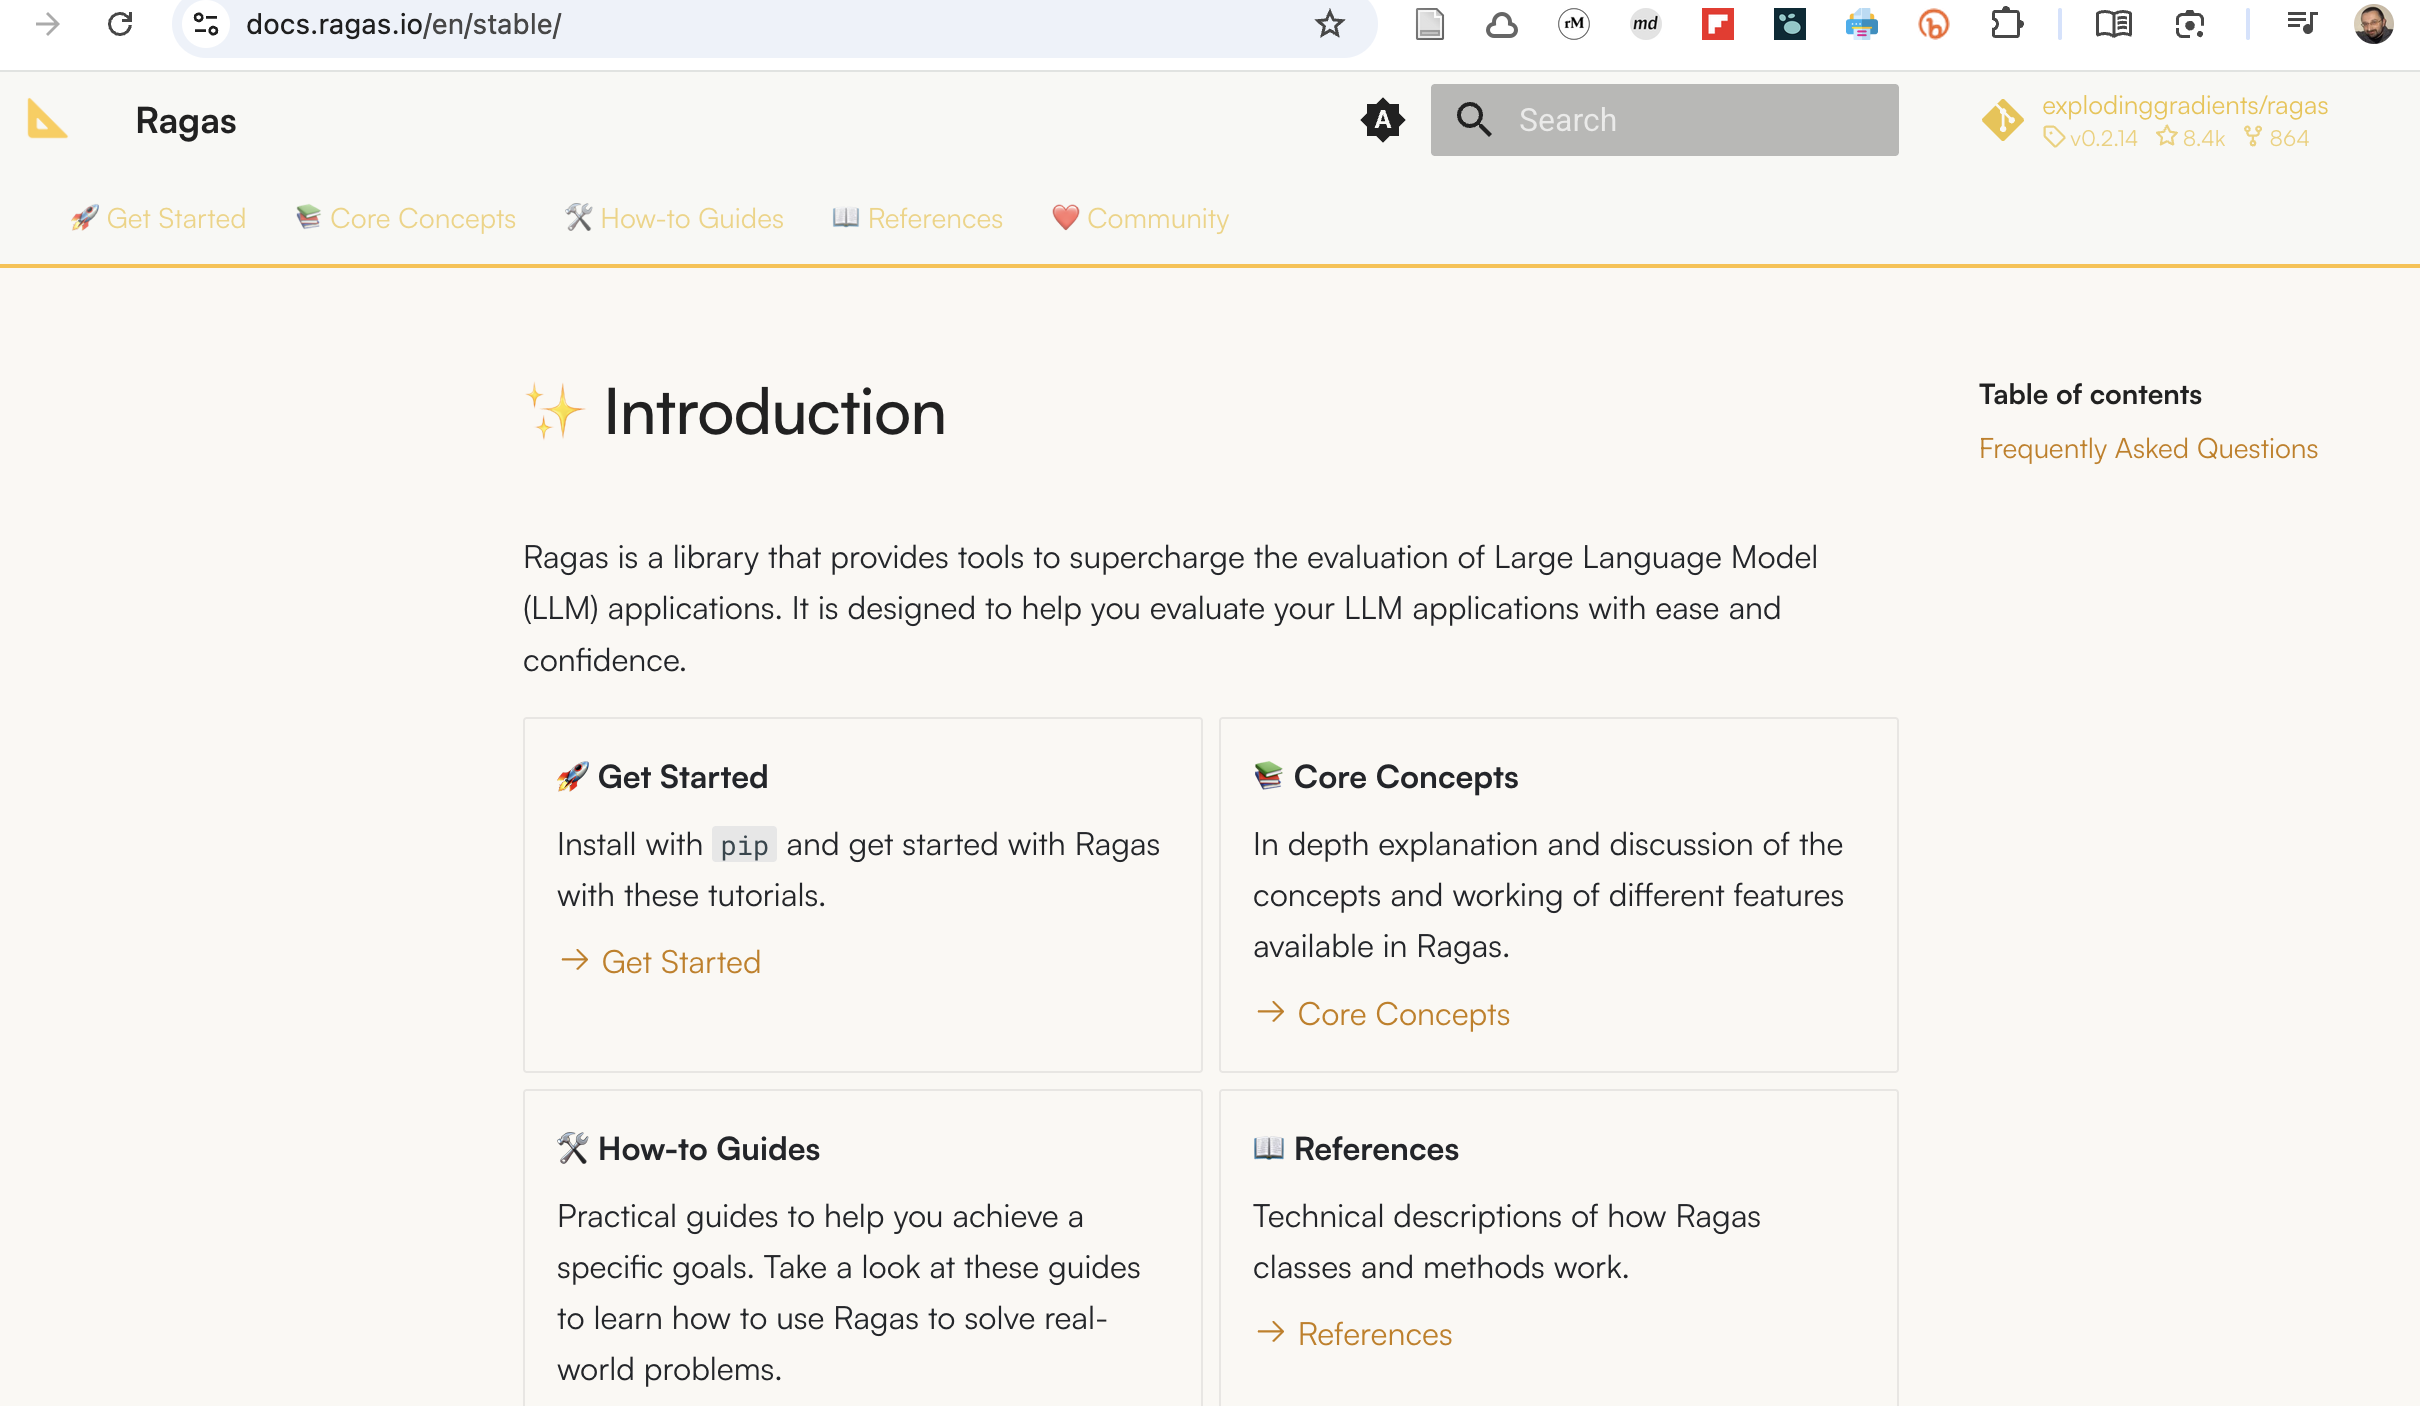 docs.ragas.io/en/stable/
rM
md
Ragas
A
Search
explodinggradients/ragas
v0.2.14 8.4k 864
Get Started Core Concepts How-to Guides References Community
Introduction
Table of contents
Frequently Asked Questions
Ragas is a library that provides tools to supercharge the evaluation of Large Language Model
(LLM) applications. It is designed to help you evaluate your LLM applications with ease and
confidence.
Get Started
Install with pip and get started with Ragas
with these tutorials.
→ Get Started
Core Concepts
In depth explanation and discussion of the
concepts and working of different features
available in Ragas.
→ Core Concepts
How-to Guides
Practical guides to help you achieve a
specific goals. Take a look at these guides
to learn how to use Ragas to solve real-
world problems.
References
Technical descriptions of how Ragas
classes and methods work.
→ References